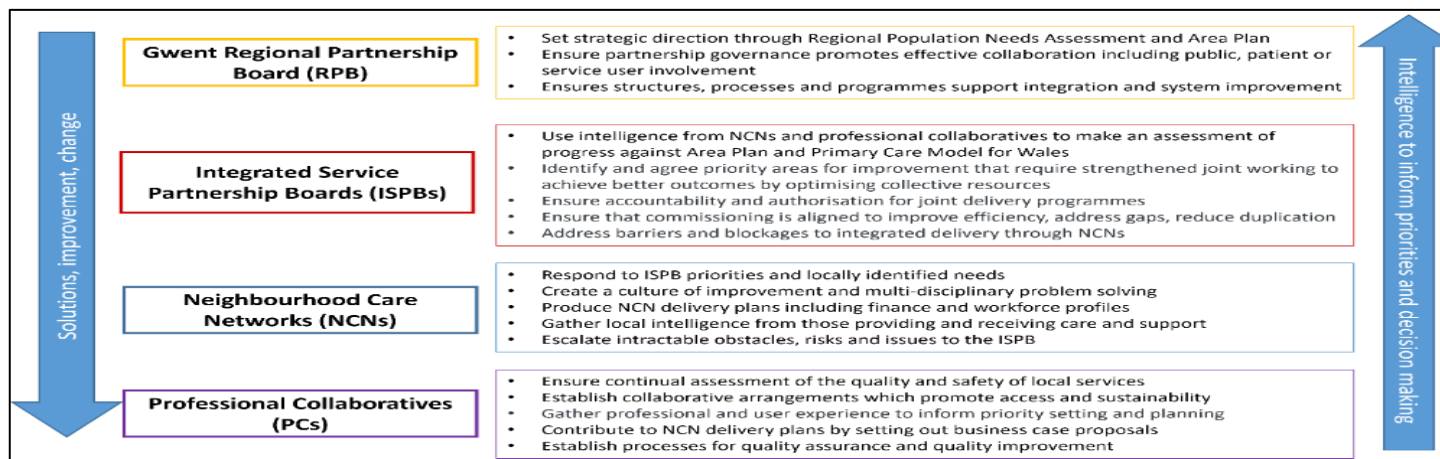 Solutions, improvement, change
Gwent Regional Partnership
Board (RPB)
• Set strategic direction through Regional Population Needs Assessment and Area Plan
• Ensure partnership governance promotes effective collaboration including public, patient or
service user involvement
• Ensures structures, processes and programmes support integration and system improvement
Integrated Service
Partnership Boards (ISPBs)
• Use intelligence from NCNs and professional collaboratives to make an assessment of
progress against Area Plan and Primary Care Model for Wales
• Identify and agree priority areas for improvement that require strengthened joint working to
achieve better outcomes by optimising collective resources
• Ensure accountability and authorisation for joint delivery programmes
• Ensure that commissioning is aligned to improve efficiency, address gaps, reduce duplication
• Address barriers and blockages to integrated delivery through NCNs
Neighbourhood Care
Networks (NCNs)
• Respond to ISPB priorities and locally identified needs
• Create a culture of improvement and multi-disciplinary problem solving
• Produce NCN delivery plans including finance and workforce profiles
• Gather local intelligence from those providing and receiving care and support
• Escalate intractable obstacles, risks and issues to the ISPB
Professional Collaboratives
(PCs)
• Ensure continual assessment of the quality and safety of local services
• Establish collaborative arrangements which promote access and sustainability
• Gather professional and user experience to inform priority setting and planning
• Contribute to NCN delivery plans by setting out business case proposals
• Establish processes for quality assurance and quality improvement
Intelligence to inform priorities and decision making